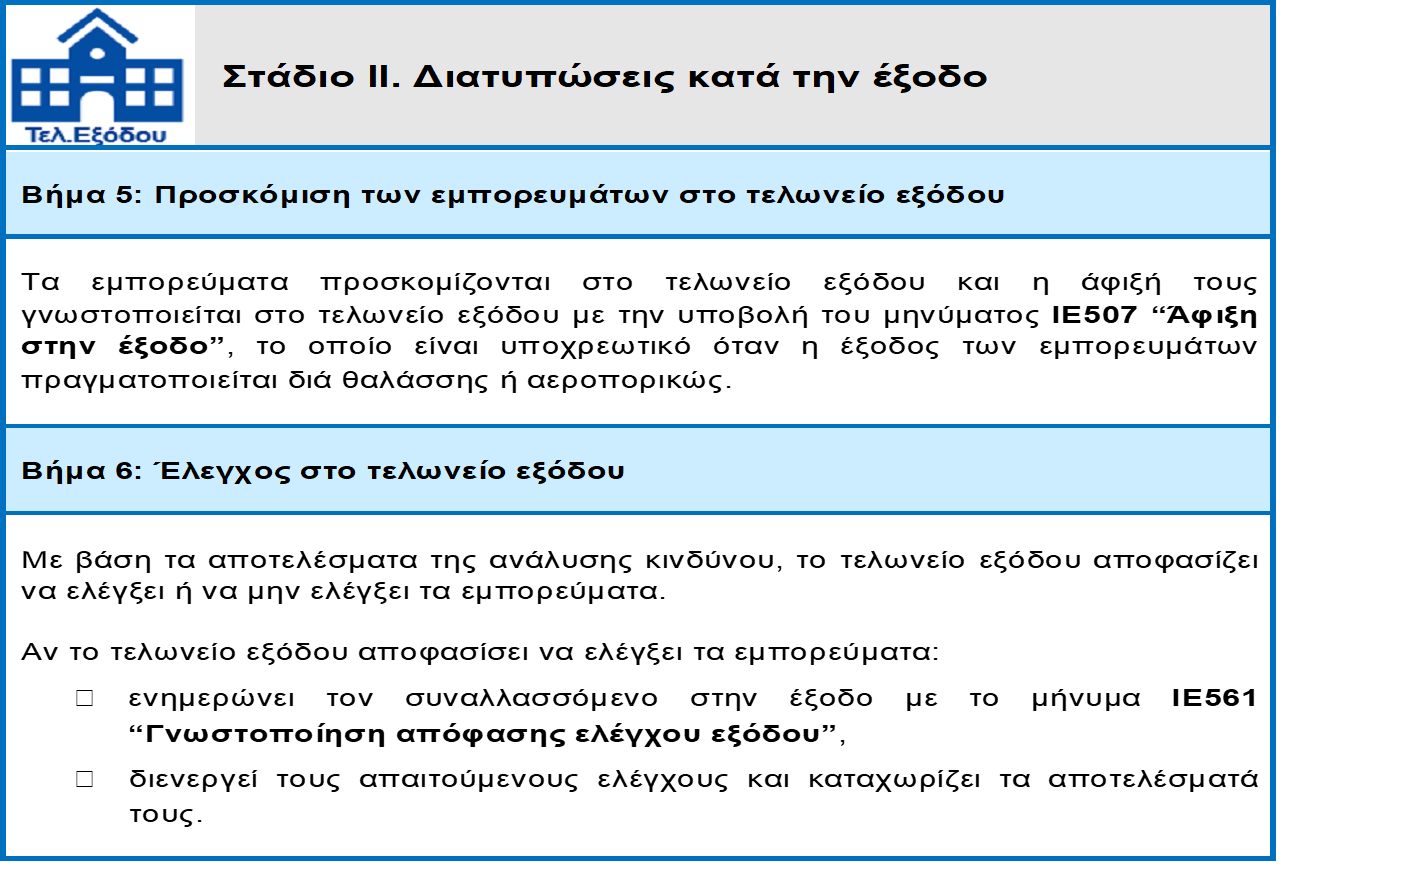 Τελ.Εξόδου
Στάδιο ΙΙ. Διατυπώσεις κατά την έξοδο
Βήμα 5: Προσκόμιση των εμπορευμάτων στο τελωνείο εξόδου
Τα εμπορεύματα προσκομίζονται στο τελωνείο εξόδου και η άφιξή τους
γνωστοποιείται στο τελωνείο εξόδου με την υποβολή του μηνύματος ΙΕ507 “Άφιξη
στην έξοδο”, το οποίο είναι υποχρεωτικό όταν η έξοδος των εμπορευμάτων
πραγματοποιείται διά θαλάσσης ή αεροπορικώς.
Βήμα 6: Έλεγχος στο τελωνείο εξόδου
Με βάση τα αποτελέσματα της ανάλυσης κινδύνου, το τελωνείο εξόδου αποφασίζει
να ελέγξει ή να μην ελέγξει τα εμπορεύματα.
Αν το τελωνείο εξόδου αποφασίσει να ελέγξει τα εμπορεύματα:
□ ενημερώνει τον συναλλασσόμενο στην έξοδο με το μήνυμα ΙΕ561
“Γνωστοποίηση απόφασης ελέγχου εξόδου”,
□ διενεργεί τους απαιτούμενους ελέγχους και καταχωρίζει τα αποτελέσματά
τους.